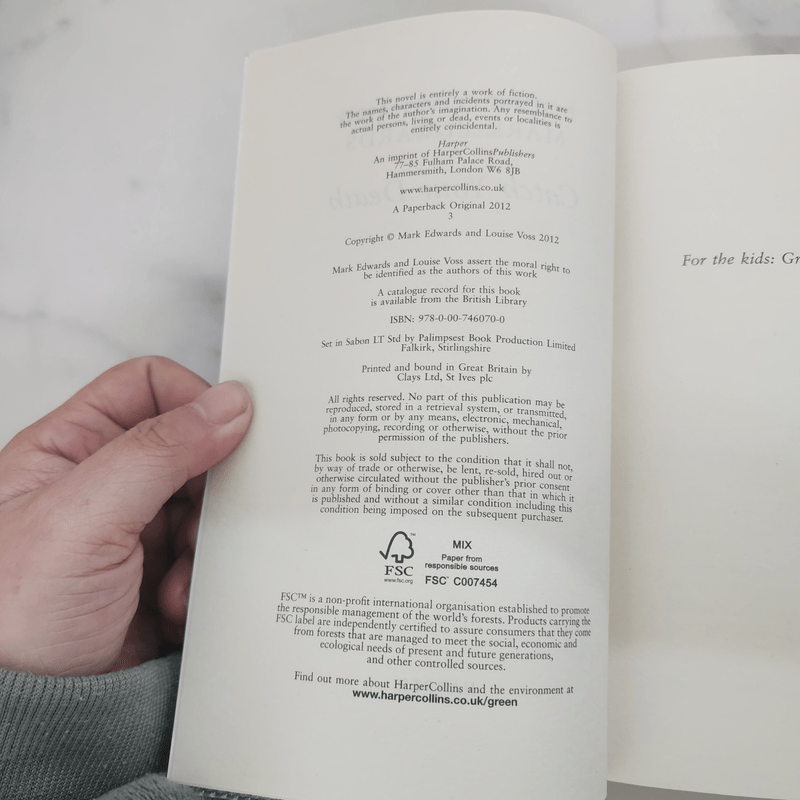 This novel is entirely a work of fiction.
The names, characters and incidents portrayed in it are
the work of the author's imagination. Any resemblance to
actual persons, living or dead, events or localities is
entirely coincidental.
Harper
An imprint of HarperCollinsPublishers
77–85 Fulham Palace Road,
Hammersmith, London W6 8JB
www.harpercollins.co.uk
A Paperback Original 2012
3
Copyright © Mark Edwards and Louise Voss 2012
Mark Edwards and Louise Voss assert the moral right to
be identified as the authors of this work
A catalogue record for this book
is available from the British Library
ISBN: 978-0-00-746070-0
Set in Sabon LT Std by Palimpsest Book Production Limited
Falkirk, Stirlingshire
Printed and bound in Great Britain by
Clays Ltd, St Ives plc
All rights reserved. No part of this publication may be
reproduced, stored in a retrieval system, or transmitted,
in any form or by any means, electronic, mechanical,
photocopying, recording or otherwise, without the prior
permission of the publishers.
This book is sold subject to the condition that it shall not,
by way of trade or otherwise, be lent, re-sold, hired out or
otherwise circulated without the publisher's prior consent
in any form of binding or cover other than that in which it
is published and without a similar condition including this
condition being imposed on the subsequent purchaser.
FSC
www.fsc.org
MIX
Paper from
responsible sources
FSC™ C007454
FSC™ is a non-profit international organisation established to promote
the responsible management of the world's forests. Products carrying the
FSC label are independently certified to assure consumers that they come
from forests that are managed to meet the social, economic and
ecological needs of present and future generations,
and other controlled sources.
Find out more about HarperCollins and the environment at
www.harpercollins.co.uk/green
For the kids: Gr